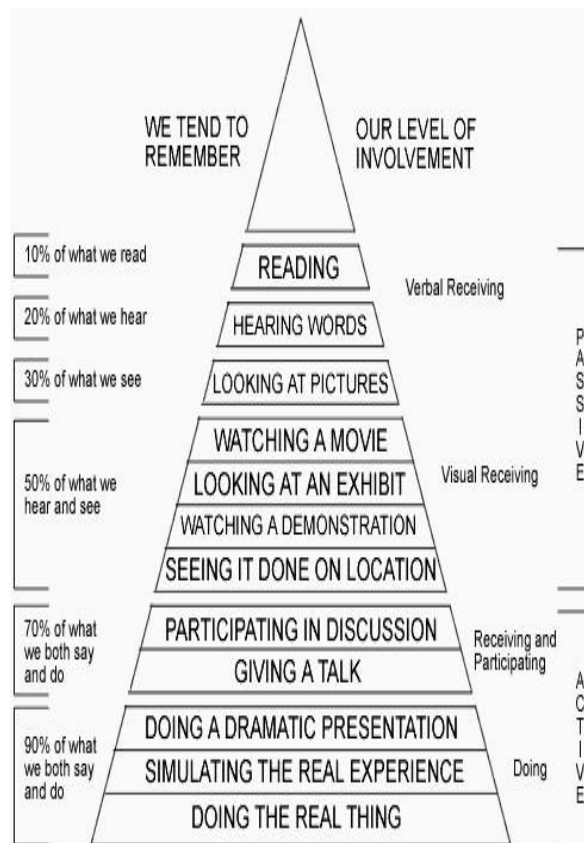 WE TEND TO
REMEMBER
OUR LEVEL OF
INVOLVEMENT
10% of what we read
READING
Verbal Receiving
20% of what we hear
HEARING WORDS
30% of what we see
LOOKING AT PICTURES
PASSIVE
50% of what we
hear and see
WATCHING A MOVIE
LOOKING AT AN EXHIBIT
WATCHING A DEMONSTRATION
SEEING IT DONE ON LOCATION
Visual Receiving
70% of what
we both say
and do
PARTICIPATING IN DISCUSSION
GIVING A TALK
Receiving and
Participating
90% of what
we both say
and do
DOING A DRAMATIC PRESENTATION
SIMULATING THE REAL EXPERIENCE
DOING THE REAL THING
Doing
ACTIVE